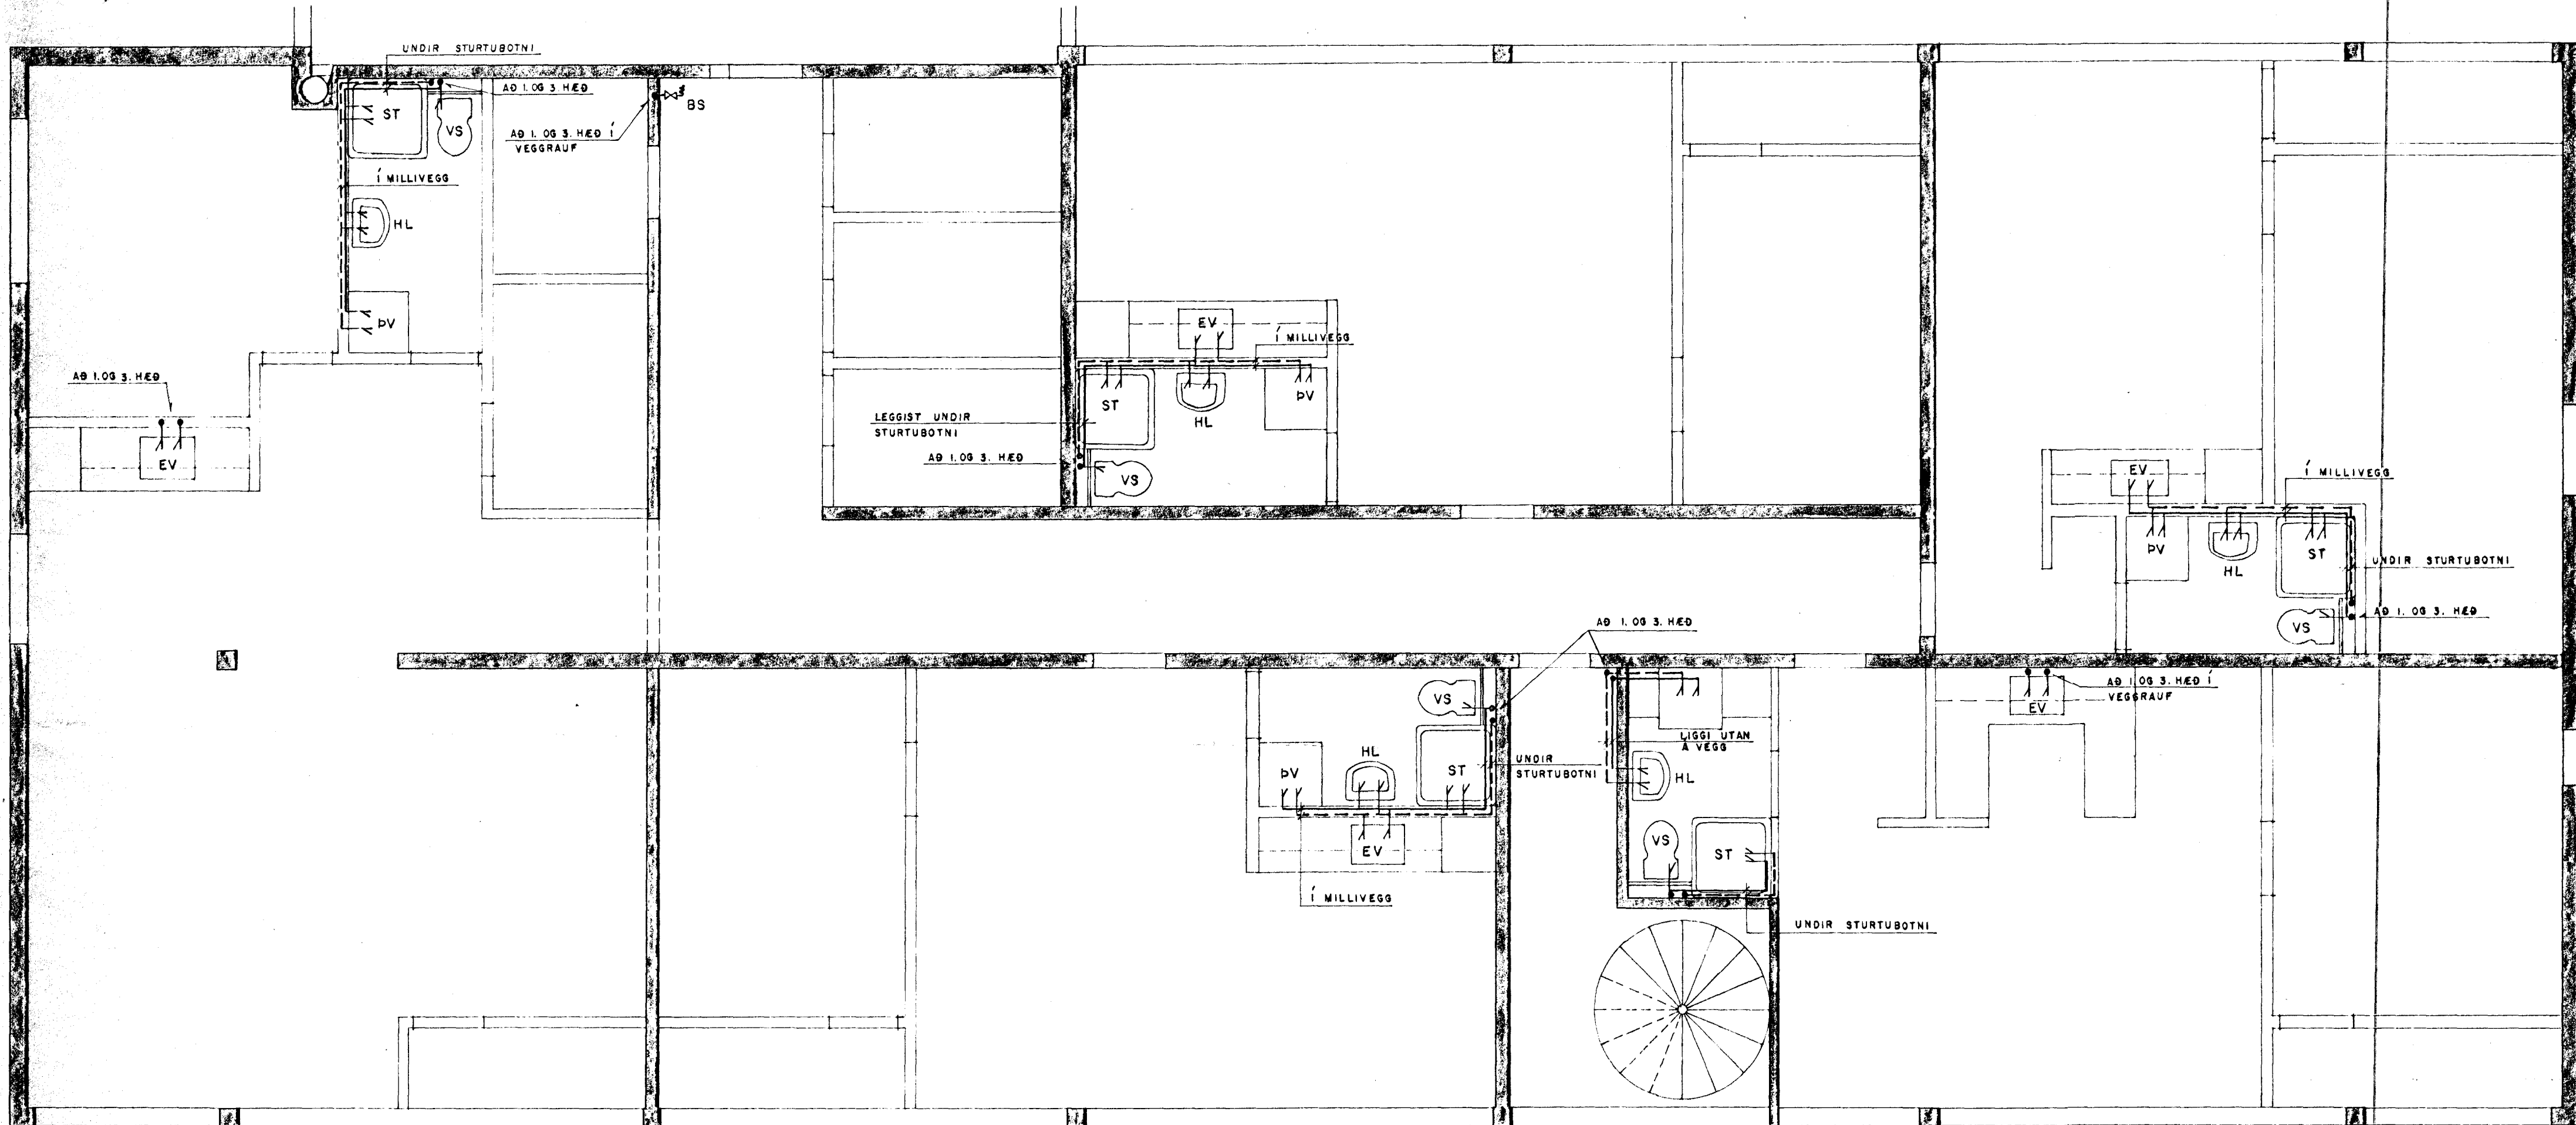 UNDIR STURTUBOTNI
AÐ 1. OG 3. HÆÐ
ST
VS
BS
AÐ 1. OG 3. HÆÐ Í
VEGGRAUF
Í MILLIVEGG
HL
ÞV
AÐ 1. OG 3. HÆÐ
EV
EV
Í MILLIVEGG
ST
HL
ÞV
LEGGIST UNDIR
STURTUBOTNI
AÐ 1. OG 3. HÆÐ
VS
EV
Í MILLIVEGG
ÞV
HL
ST
UNDIR STURTUBOTNI
VS
AÐ 1. OG 3. HÆÐ
AÐ 1. OG 3. HÆÐ
VS
HL
ÞV
ST
UNDIR
STURTUBOTNI
EV
Í MILLIVEGG
LIGGI UTAN
Á VEGG
HL
VS
ST
UNDIR STURTUBOTNI
AÐ 1. OG 3. HÆÐ Í
VEGGRAUF
EV